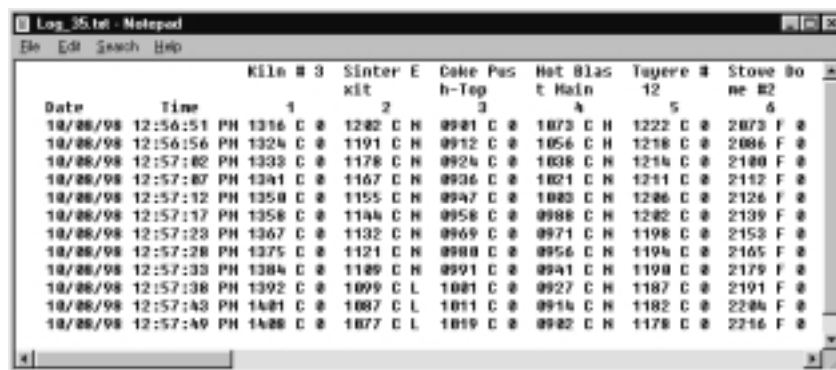 Log_35.txt - Notepad
File Edit Search Help
Kiln # 3 Sinter E Coke Pus Hot Blas Tuyere # Stove Do
xit h-Top t Main 12 me #2
Date Time 1 2 3 4 5 6
10/08/98 12:56:51 PM 1316 C 0 1202 C N 0901 C 0 1073 C H 1222 C 0 2073 F 0
10/08/98 12:56:56 PM 1324 C 0 1191 C N 0912 C 0 1056 C H 1218 C 0 2086 F 0
10/08/98 12:57:02 PM 1333 C 0 1178 C N 0924 C 0 1038 C N 1214 C 0 2100 F 0
10/08/98 12:57:07 PM 1341 C 0 1167 C N 0936 C 0 1021 C N 1211 C 0 2112 F 0
10/08/98 12:57:12 PM 1350 C 0 1155 C N 0947 C 0 1003 C N 1206 C 0 2126 F 0
10/08/98 12:57:17 PM 1358 C 0 1144 C N 0958 C 0 0988 C N 1202 C 0 2139 F 0
10/08/98 12:57:23 PM 1367 C 0 1132 C N 0969 C 0 0971 C N 1198 C 0 2153 F 0
10/08/98 12:57:28 PM 1375 C 0 1121 C N 0980 C 0 0956 C N 1194 C 0 2165 F 0
10/08/98 12:57:33 PM 1384 C 0 1109 C N 0991 C 0 0941 C N 1190 C 0 2179 F 0
10/08/98 12:57:38 PM 1392 C 0 1099 C L 1001 C 0 0927 C N 1187 C 0 2191 F 0
10/08/98 12:57:43 PM 1401 C 0 1087 C L 1011 C 0 0914 C N 1182 C 0 2204 F 0
10/08/98 12:57:49 PM 1408 C 0 1077 C L 1019 C 0 0902 C N 1178 C 0 2216 F 0